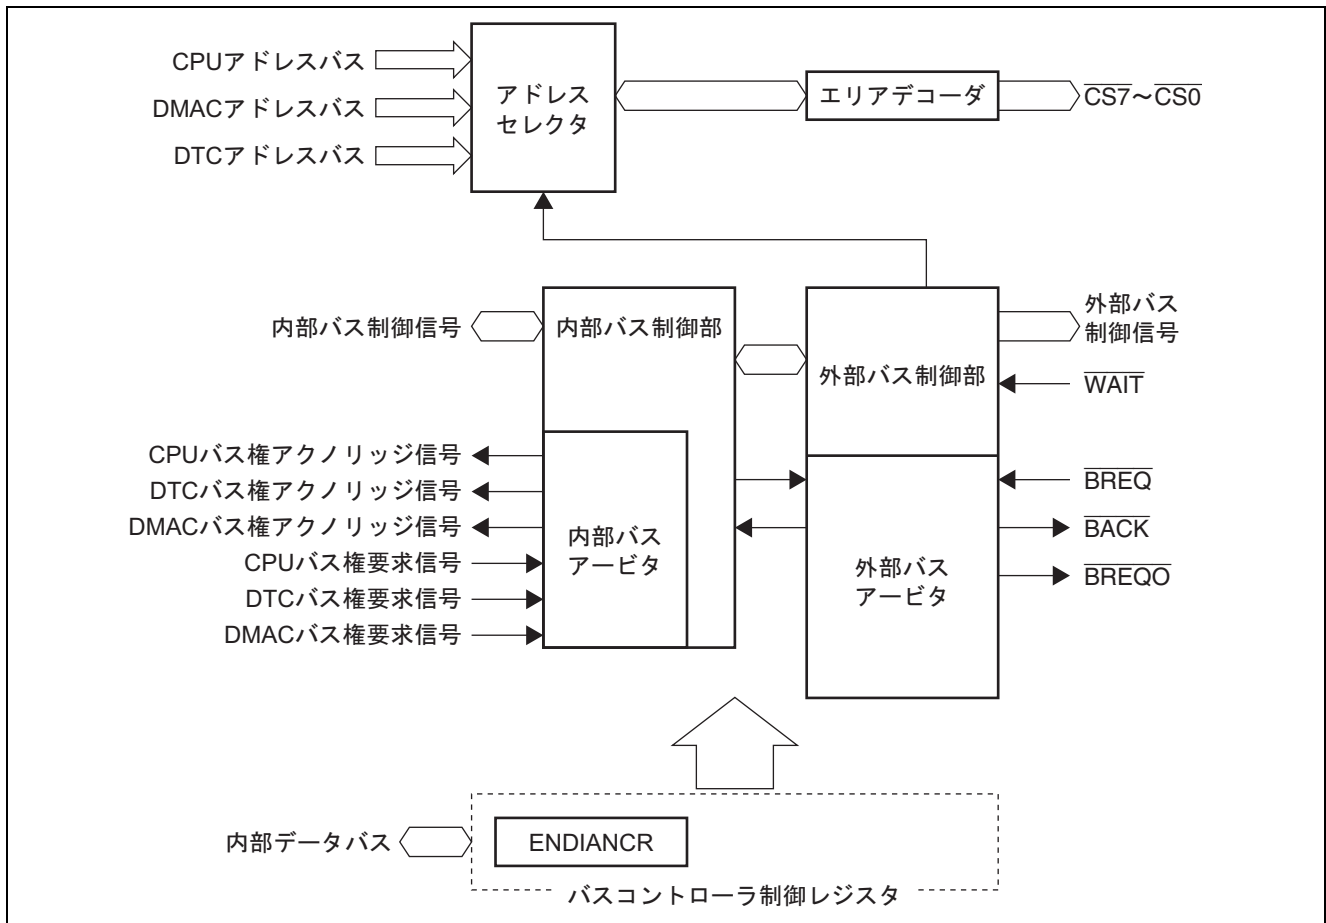 CPUアドレスバス
DMACアドレスバス
DTCアドレスバス
アドレス
セレクタ
エリアデコーダ
C̅S̅7̅～C̅S̅0̅
内部バス制御信号
内部バス制御部
外部バス制御部
外部バス
制御信号
W̅A̅I̅T̅
CPUバス権アクノリッジ信号
DTCバス権アクノリッジ信号
DMACバス権アクノリッジ信号
CPUバス権要求信号
DTCバス権要求信号
DMACバス権要求信号
内部バス
アービタ
外部バス
アービタ
B̅R̅E̅Q̅
B̅A̅C̅K̅
B̅R̅E̅Q̅O̅
内部データバス
ENDIANCR
バスコントローラ制御レジスタ